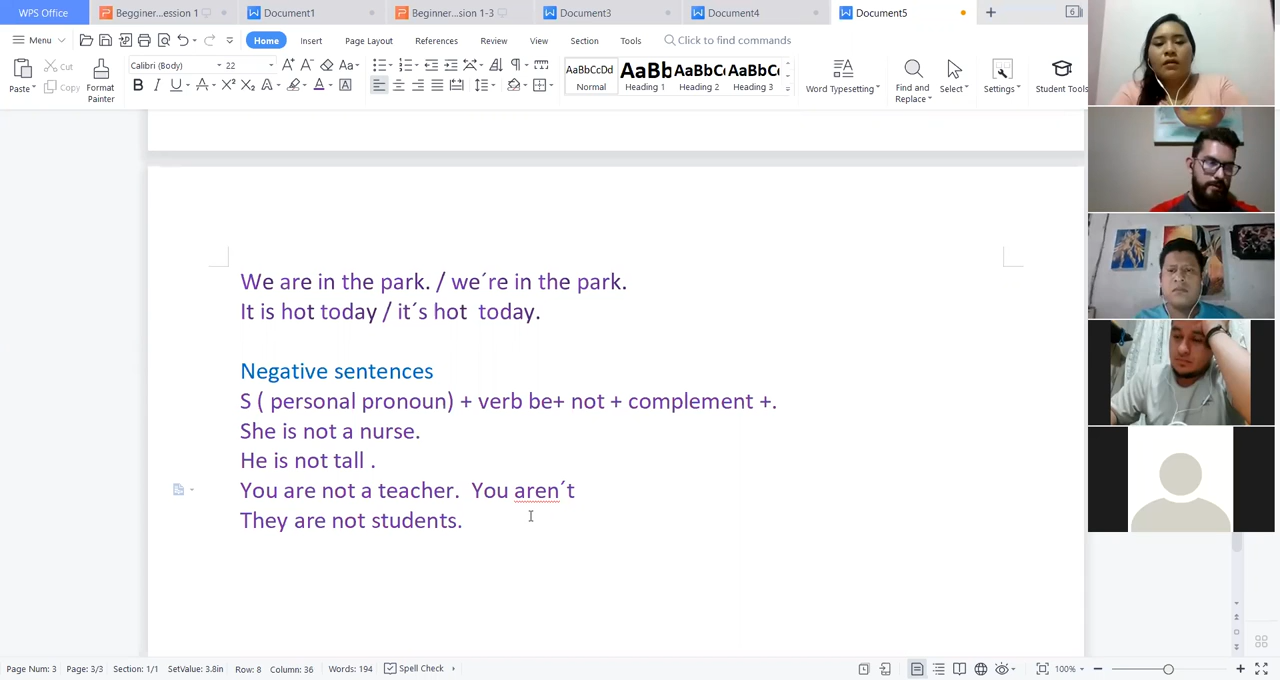 WPS Office
Begginer...ession 1
Document1
Beginner...sion 1-3
Document3
Document4
Document5
6
Menu
Home
Insert
Page Layout
References
Review
View
Section
Tools
Click to find commands
Paste
Cut
Copy
Format Painter
Calibri (Body)
22
AaBbCcDd
Normal
AaBb
Heading 1
AaBbC
Heading 2
AaBbC
Heading 3
Word Typesetting
Find and Replace
Select
Settings
Student Tools
We are in the park. / we´re in the park.
It is hot today / it´s hot today.
Negative sentences
S ( personal pronoun) + verb be+ not + complement +.
She is not a nurse.
He is not tall .
You are not a teacher. You aren´t
They are not students.
Page Num: 3
Page: 3/3
Section: 1/1
SetValue: 3.8in
Row: 8
Column: 36
Words: 194
Spell Check
100%